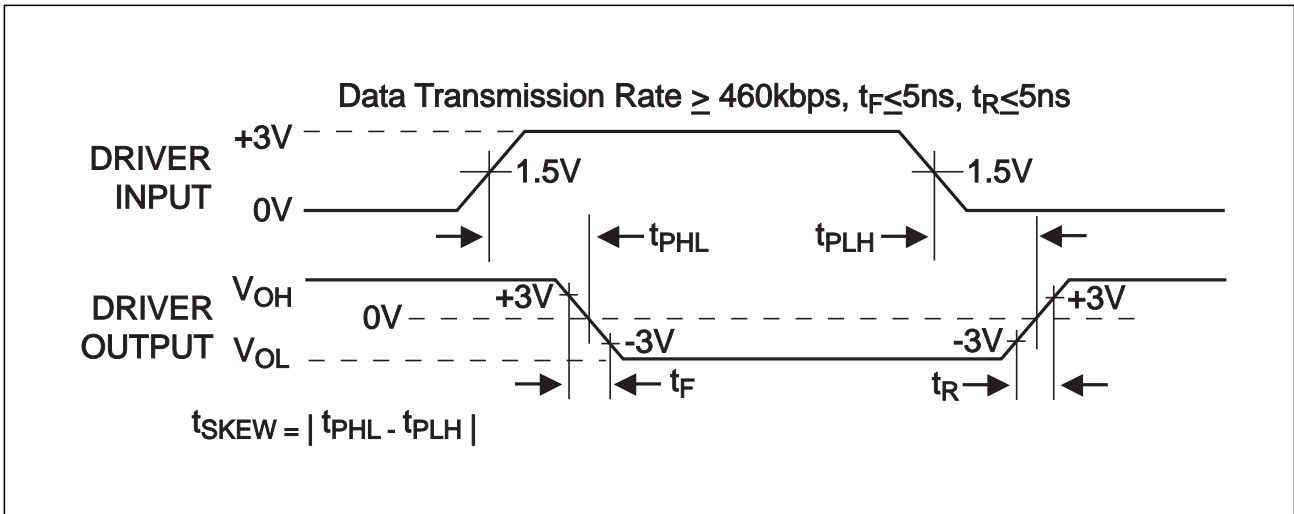 Data Transmission Rate ≥ 460kbps, tF≤5ns, tR≤5ns
+3V
DRIVER
INPUT
1.5V
1.5V
0V
tPHL
tPLH
VOH
DRIVER
OUTPUT
+3V
+3V
0V
-3V
-3V
VOL
tF
tR
tSKEW = | tPHL - tPLH |